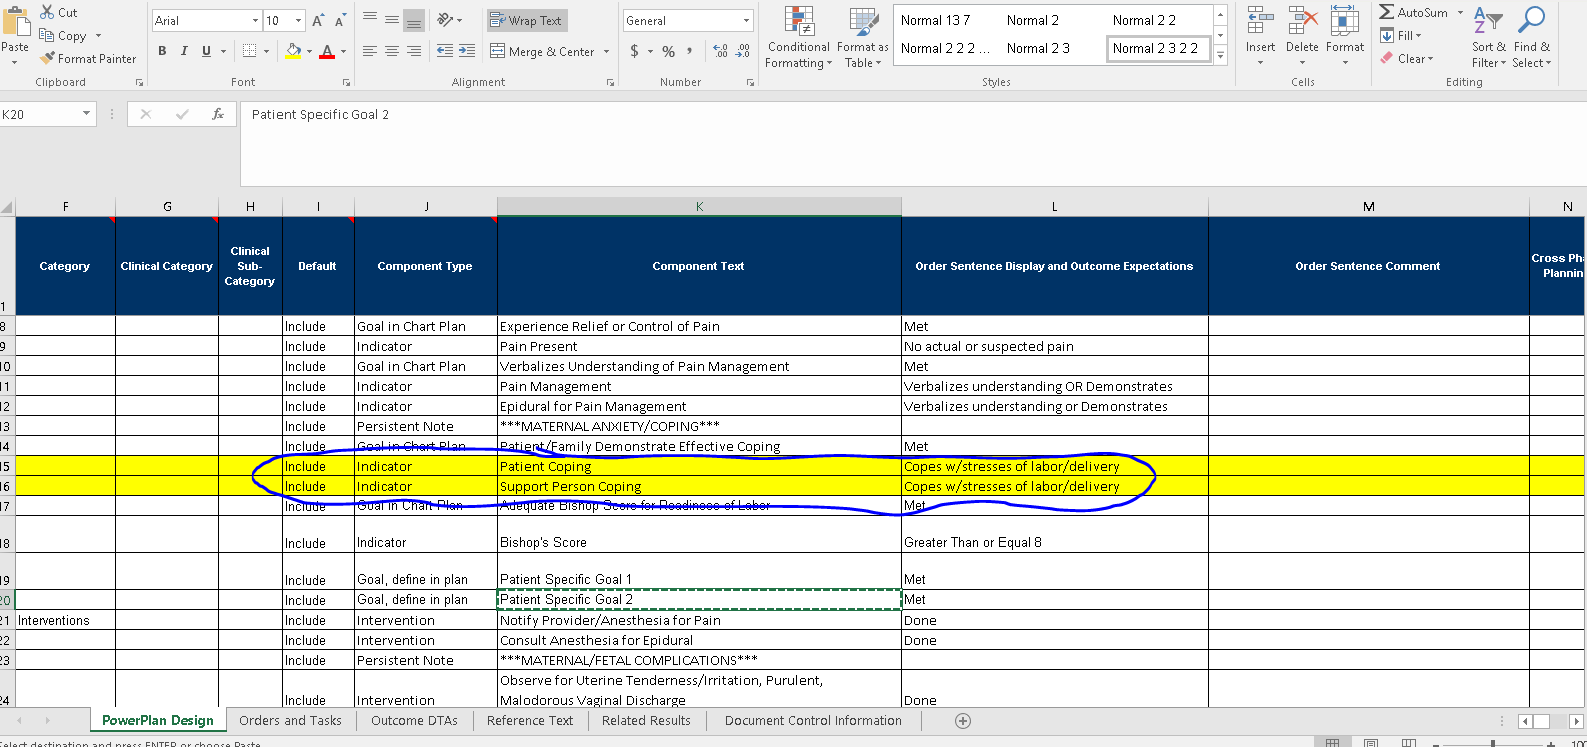 Cut
Copy
Format Painter
Paste
Clipboard
Arial 10 A A
B I U A
Font
Wrap Text
Merge & Center
Alignment
General
$ % , .00 .0
Number
Conditional Formatting
Format as Table
Normal 13 7 Normal 2 Normal 2 2
Normal 2 2 2 ... Normal 2 3 Normal 2 3 2 2
Styles
Insert Delete Format
Cells
AutoSum
Fill
Clear
Sort & Filter
Find & Select
Editing
K20 fx Patient Specific Goal 2
F G H I J K L M N
1 Category Clinical Category Clinical Sub-Category Default Component Type Component Text Order Sentence Display and Outcome Expectations Order Sentence Comment Cross Pha Plannin
8 Include Goal in Chart Plan Experience Relief or Control of Pain Met
9 Include Indicator Pain Present No actual or suspected pain
10 Include Goal in Chart Plan Verbalizes Understanding of Pain Management Met
11 Include Indicator Pain Management Verbalizes understanding OR Demonstrates
12 Include Indicator Epidural for Pain Management Verbalizes understanding or Demonstrates
13 Include Persistent Note ***MATERNAL ANXIETY/COPING***
14 Include Goal in Chart Plan Patient/Family Demonstrate Effective Coping Met
15 Include Indicator Patient Coping Copes w/stresses of labor/delivery
16 Include Indicator Support Person Coping Copes w/stresses of labor/delivery
17 Include Goal in Chart Plan Adequate Bishop Score for Readiness of Labor Met
18 Include Indicator Bishop's Score Greater Than or Equal 8
19 Include Goal, define in plan Patient Specific Goal 1 Met
20 Include Goal, define in plan Patient Specific Goal 2 Met
21 Interventions Include Intervention Notify Provider/Anesthesia for Pain Done
22 Include Intervention Consult Anesthesia for Epidural Done
23 Include Persistent Note ***MATERNAL/FETAL COMPLICATIONS***
Observe for Uterine Tenderness/Irritation, Purulent,
24 Include Intervention Malodorous Vaginal Discharge Done
PowerPlan Design Orders and Tasks Outcome DTAs Reference Text Related Results Document Control Information
Select destination and press ENTER or choose Paste